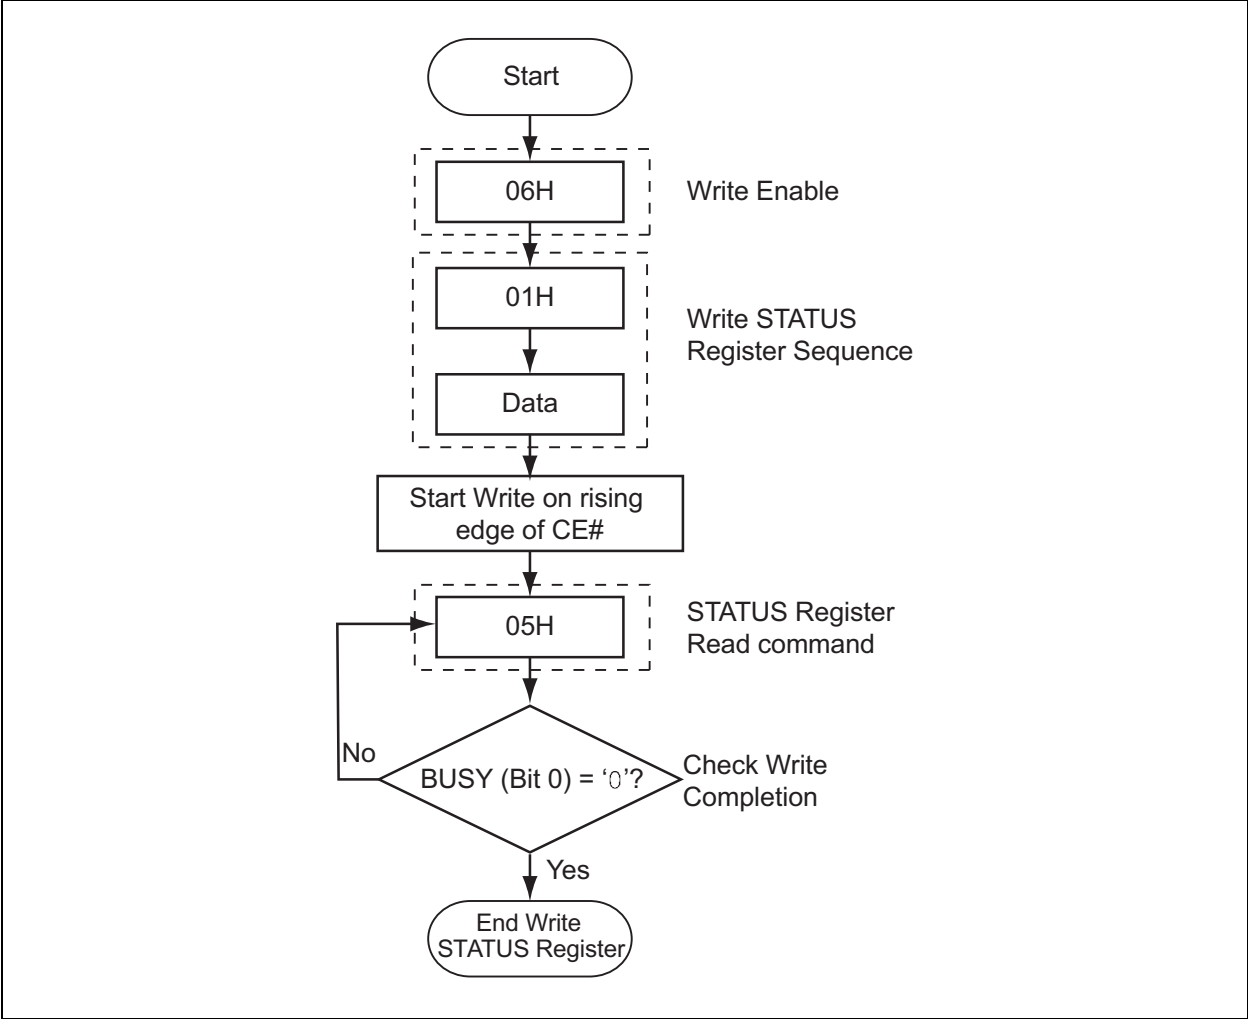 Start
06H
Write Enable
01H
Write STATUS
Register Sequence
Data
Start Write on rising
edge of CE#
05H
STATUS Register
Read command
No
BUSY (Bit 0) = ‘0’?
Check Write
Completion
Yes
End Write
STATUS Register